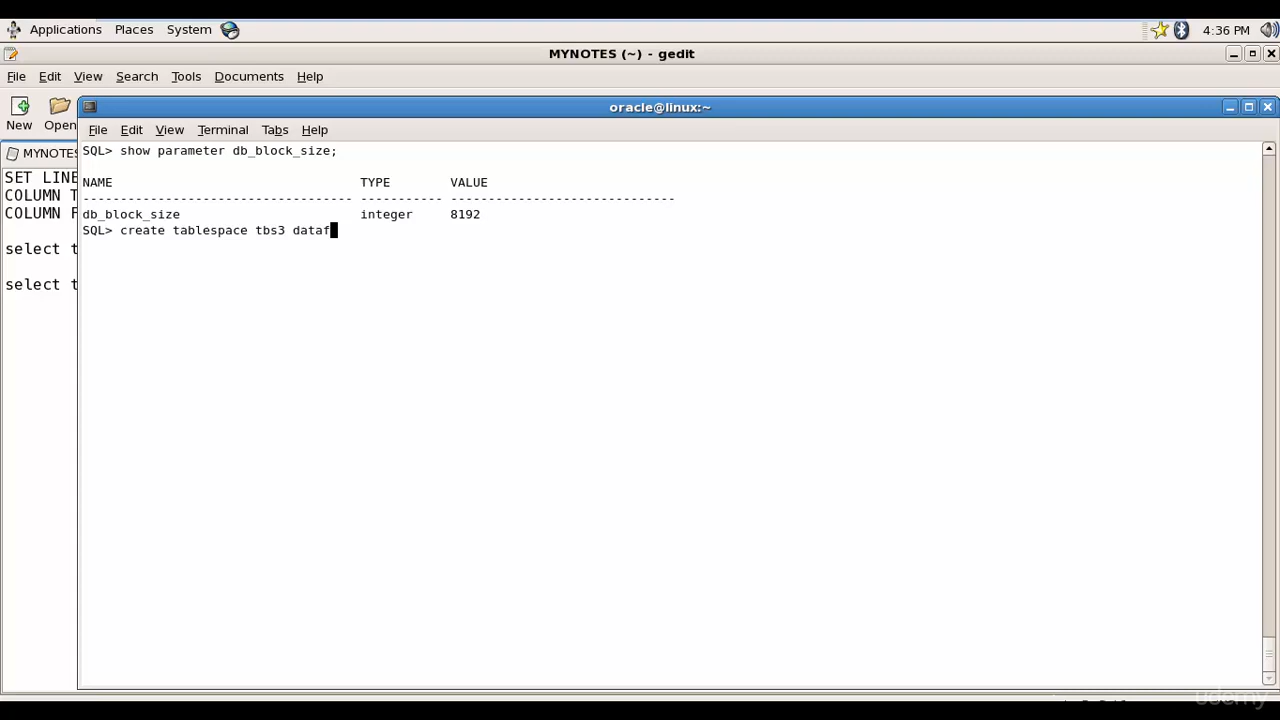 Applications Places System 4:36 PM
MYNOTES (~) - gedit
File Edit View Search Tools Documents Help
New Open
oracle@linux:~
File Edit View Terminal Tabs Help
MYNOTES
SET LINE
COLUMN T
COLUMN F
select t
select t
SQL> show parameter db_block_size;
NAME TYPE VALUE
------------------------------------ ----------- ------------------------------
db_block_size integer 8192
SQL> create tablespace tbs3 dataf
udemy